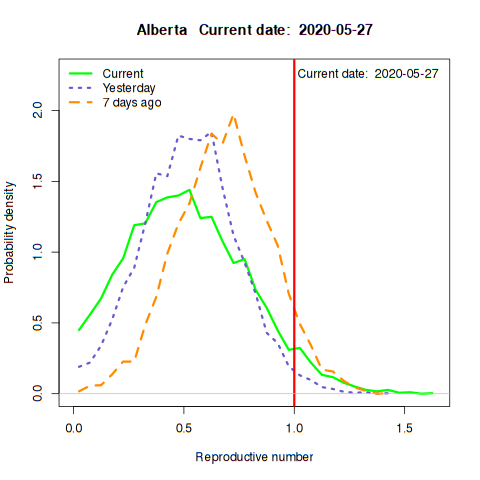 Alberta   Current date:  2020-05-27
Current
Yesterday
7 days ago
Current date:  2020-05-27
Probability density
0.0
0.5
1.0
1.5
2.0
0.0
0.5
1.0
1.5
Reproductive number